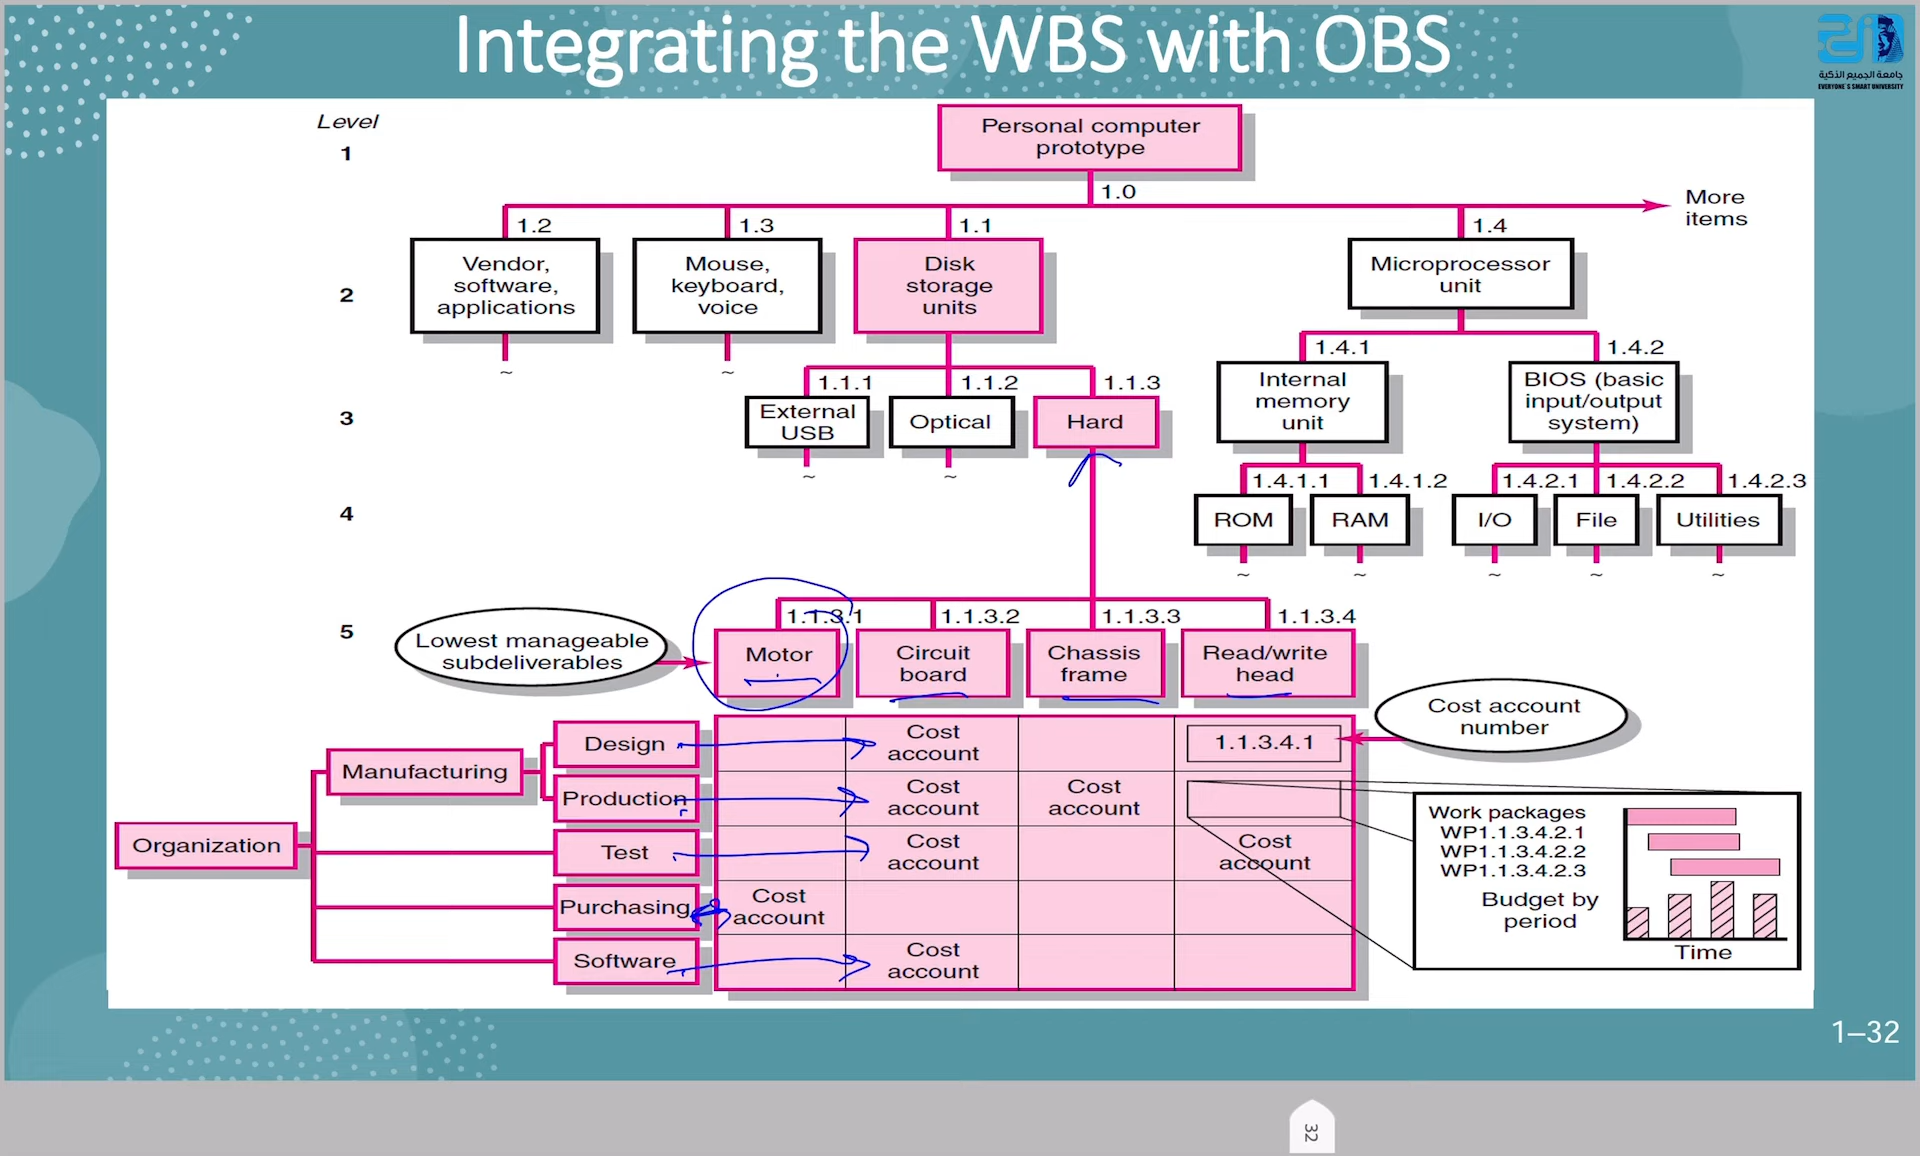 Integrating the WBS with OBS
جامعة الجميع الذكية
EVERYONE'S SMART UNIVERSITY
Level
1
Personal computer
prototype
1.0
More
items
2
1.2
Vendor,
software,
applications
1.3
Mouse,
keyboard,
voice
1.1
Disk
storage
units
1.4
Microprocessor
unit
3
1.1.1
External
USB
1.1.2
Optical
1.1.3
Hard
1.4.1
Internal
memory
unit
1.4.2
BIOS (basic
input/output
system)
4
1.4.1.1
ROM
1.4.1.2
RAM
1.4.2.1
I/O
1.4.2.2
File
1.4.2.3
Utilities
5
Lowest manageable
subdeliverables
1.1.3.1
Motor
1.1.3.2
Circuit
board
1.1.3.3
Chassis
frame
1.1.3.4
Read/write
head
Cost account
number
Organization
Manufacturing
Design
Cost
account
1.1.3.4.1
Production
Cost
account
Cost
account
Test
Cost
account
Cost
account
Purchasing
Cost
account
Software
Cost
account
Work packages
WP1.1.3.4.2.1
WP1.1.3.4.2.2
WP1.1.3.4.2.3
Budget by
period
Time
1–32
32